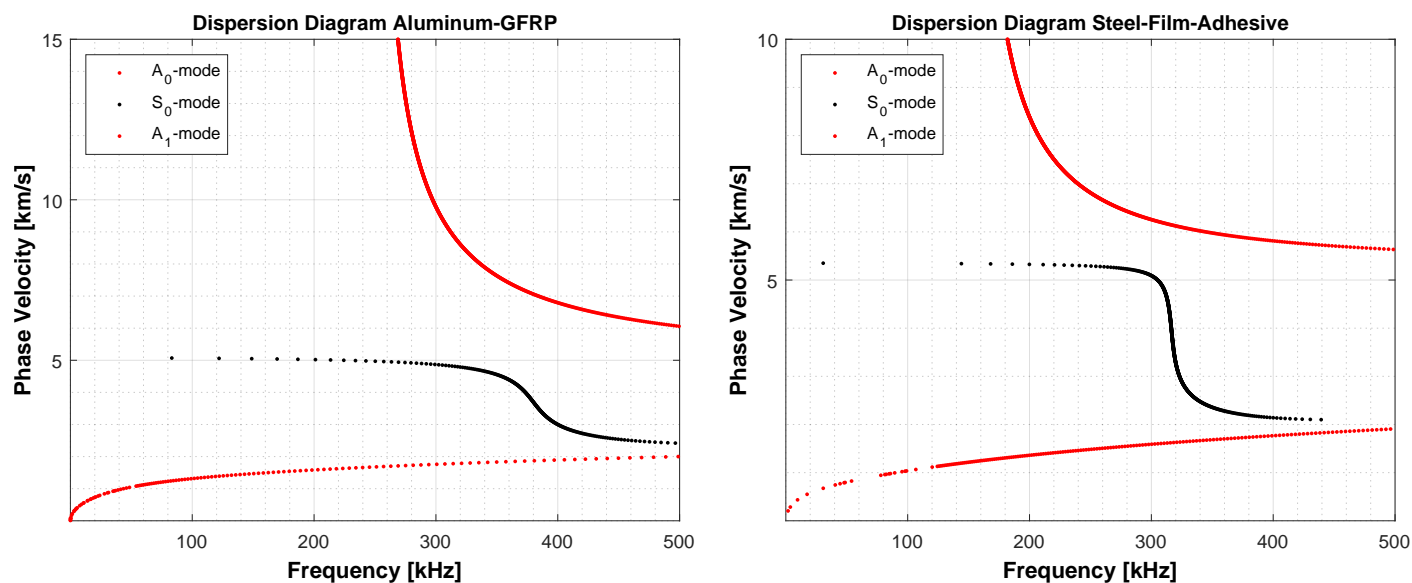 Dispersion Diagram Aluminum-GFRP
15
10
5
Phase Velocity [km/s]
A0-mode
S0-mode
A1-mode
100
200
300
400
500
Frequency [kHz]
Dispersion Diagram Steel-Film-Adhesive
10
5
Phase Velocity [km/s]
A0-mode
S0-mode
A1-mode
100
200
300
400
500
Frequency [kHz]